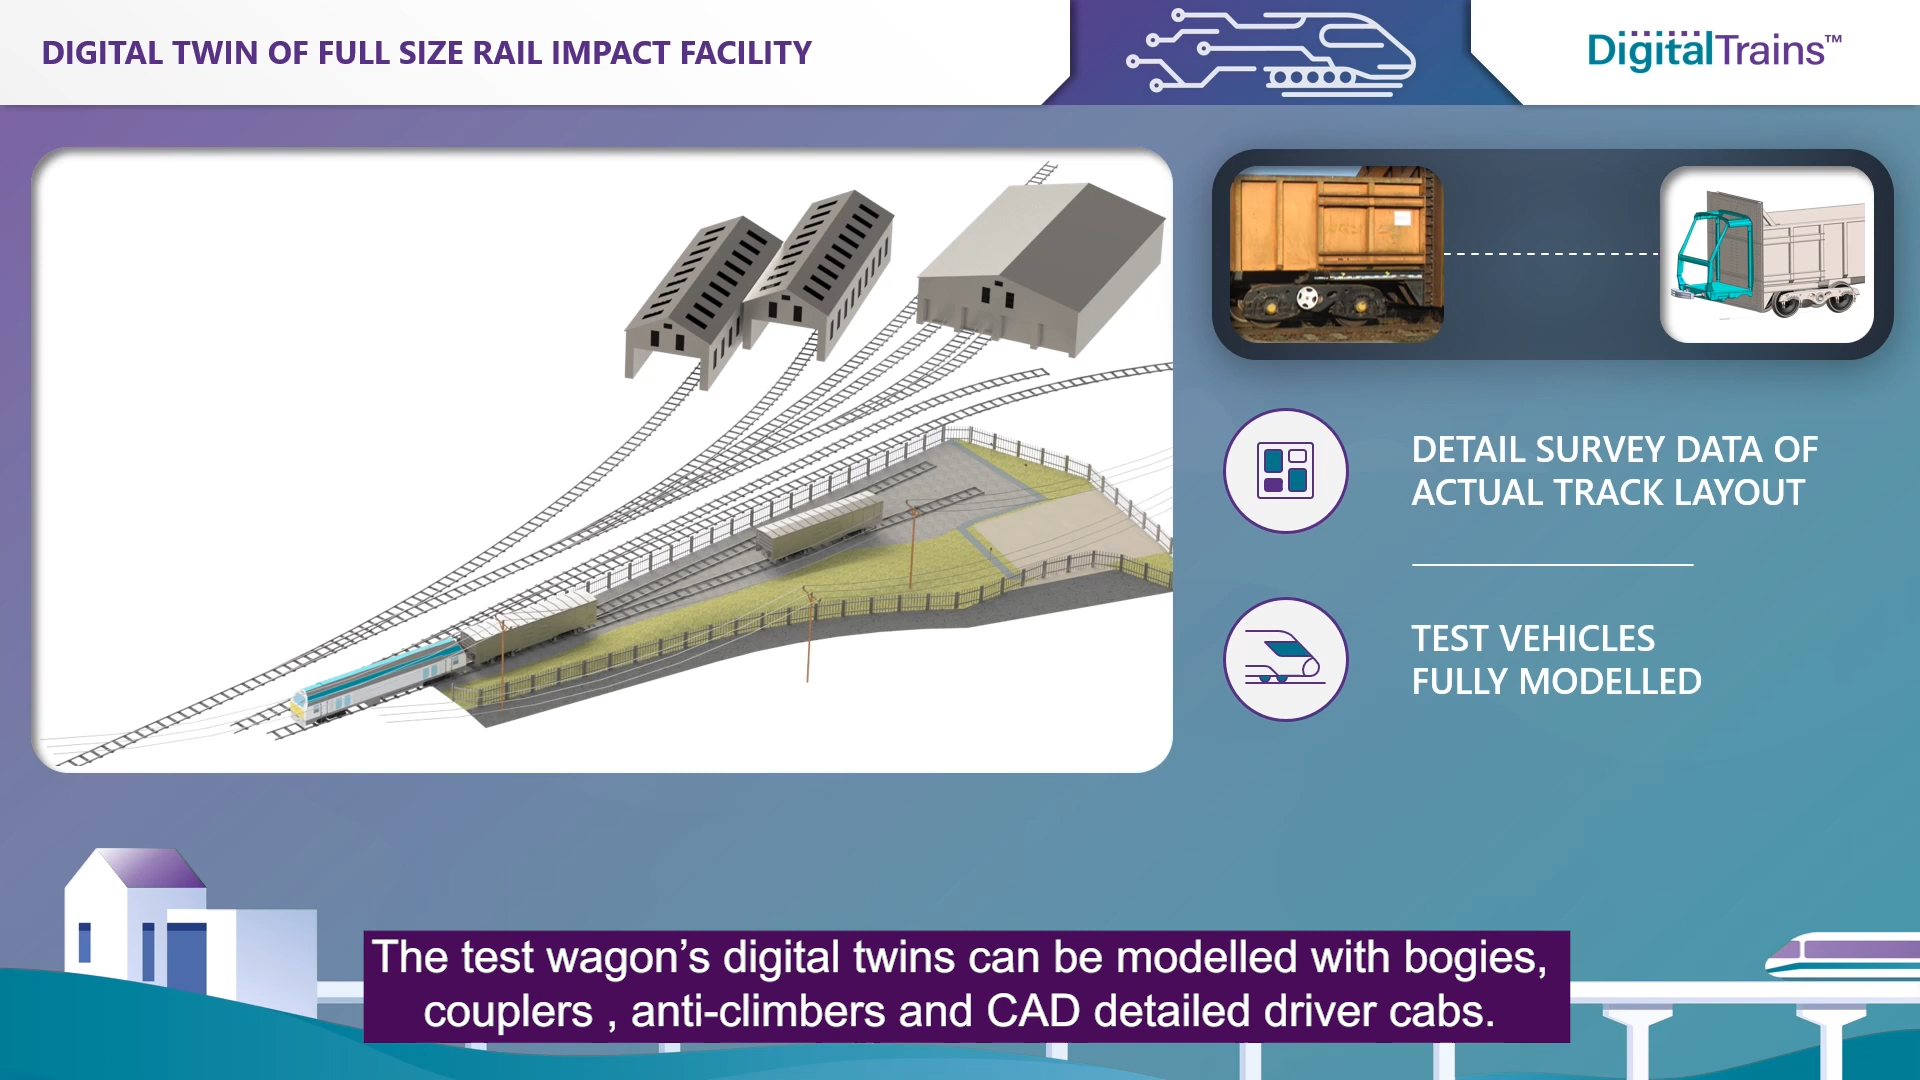 DIGITAL TWIN OF FULL SIZE RAIL IMPACT FACILITY
DigitalTrains™
DETAIL SURVEY DATA OF
ACTUAL TRACK LAYOUT
TEST VEHICLES
FULLY MODELLED
The test wagon’s digital twins can be modelled with bogies,
couplers , anti-climbers and CAD detailed driver cabs.